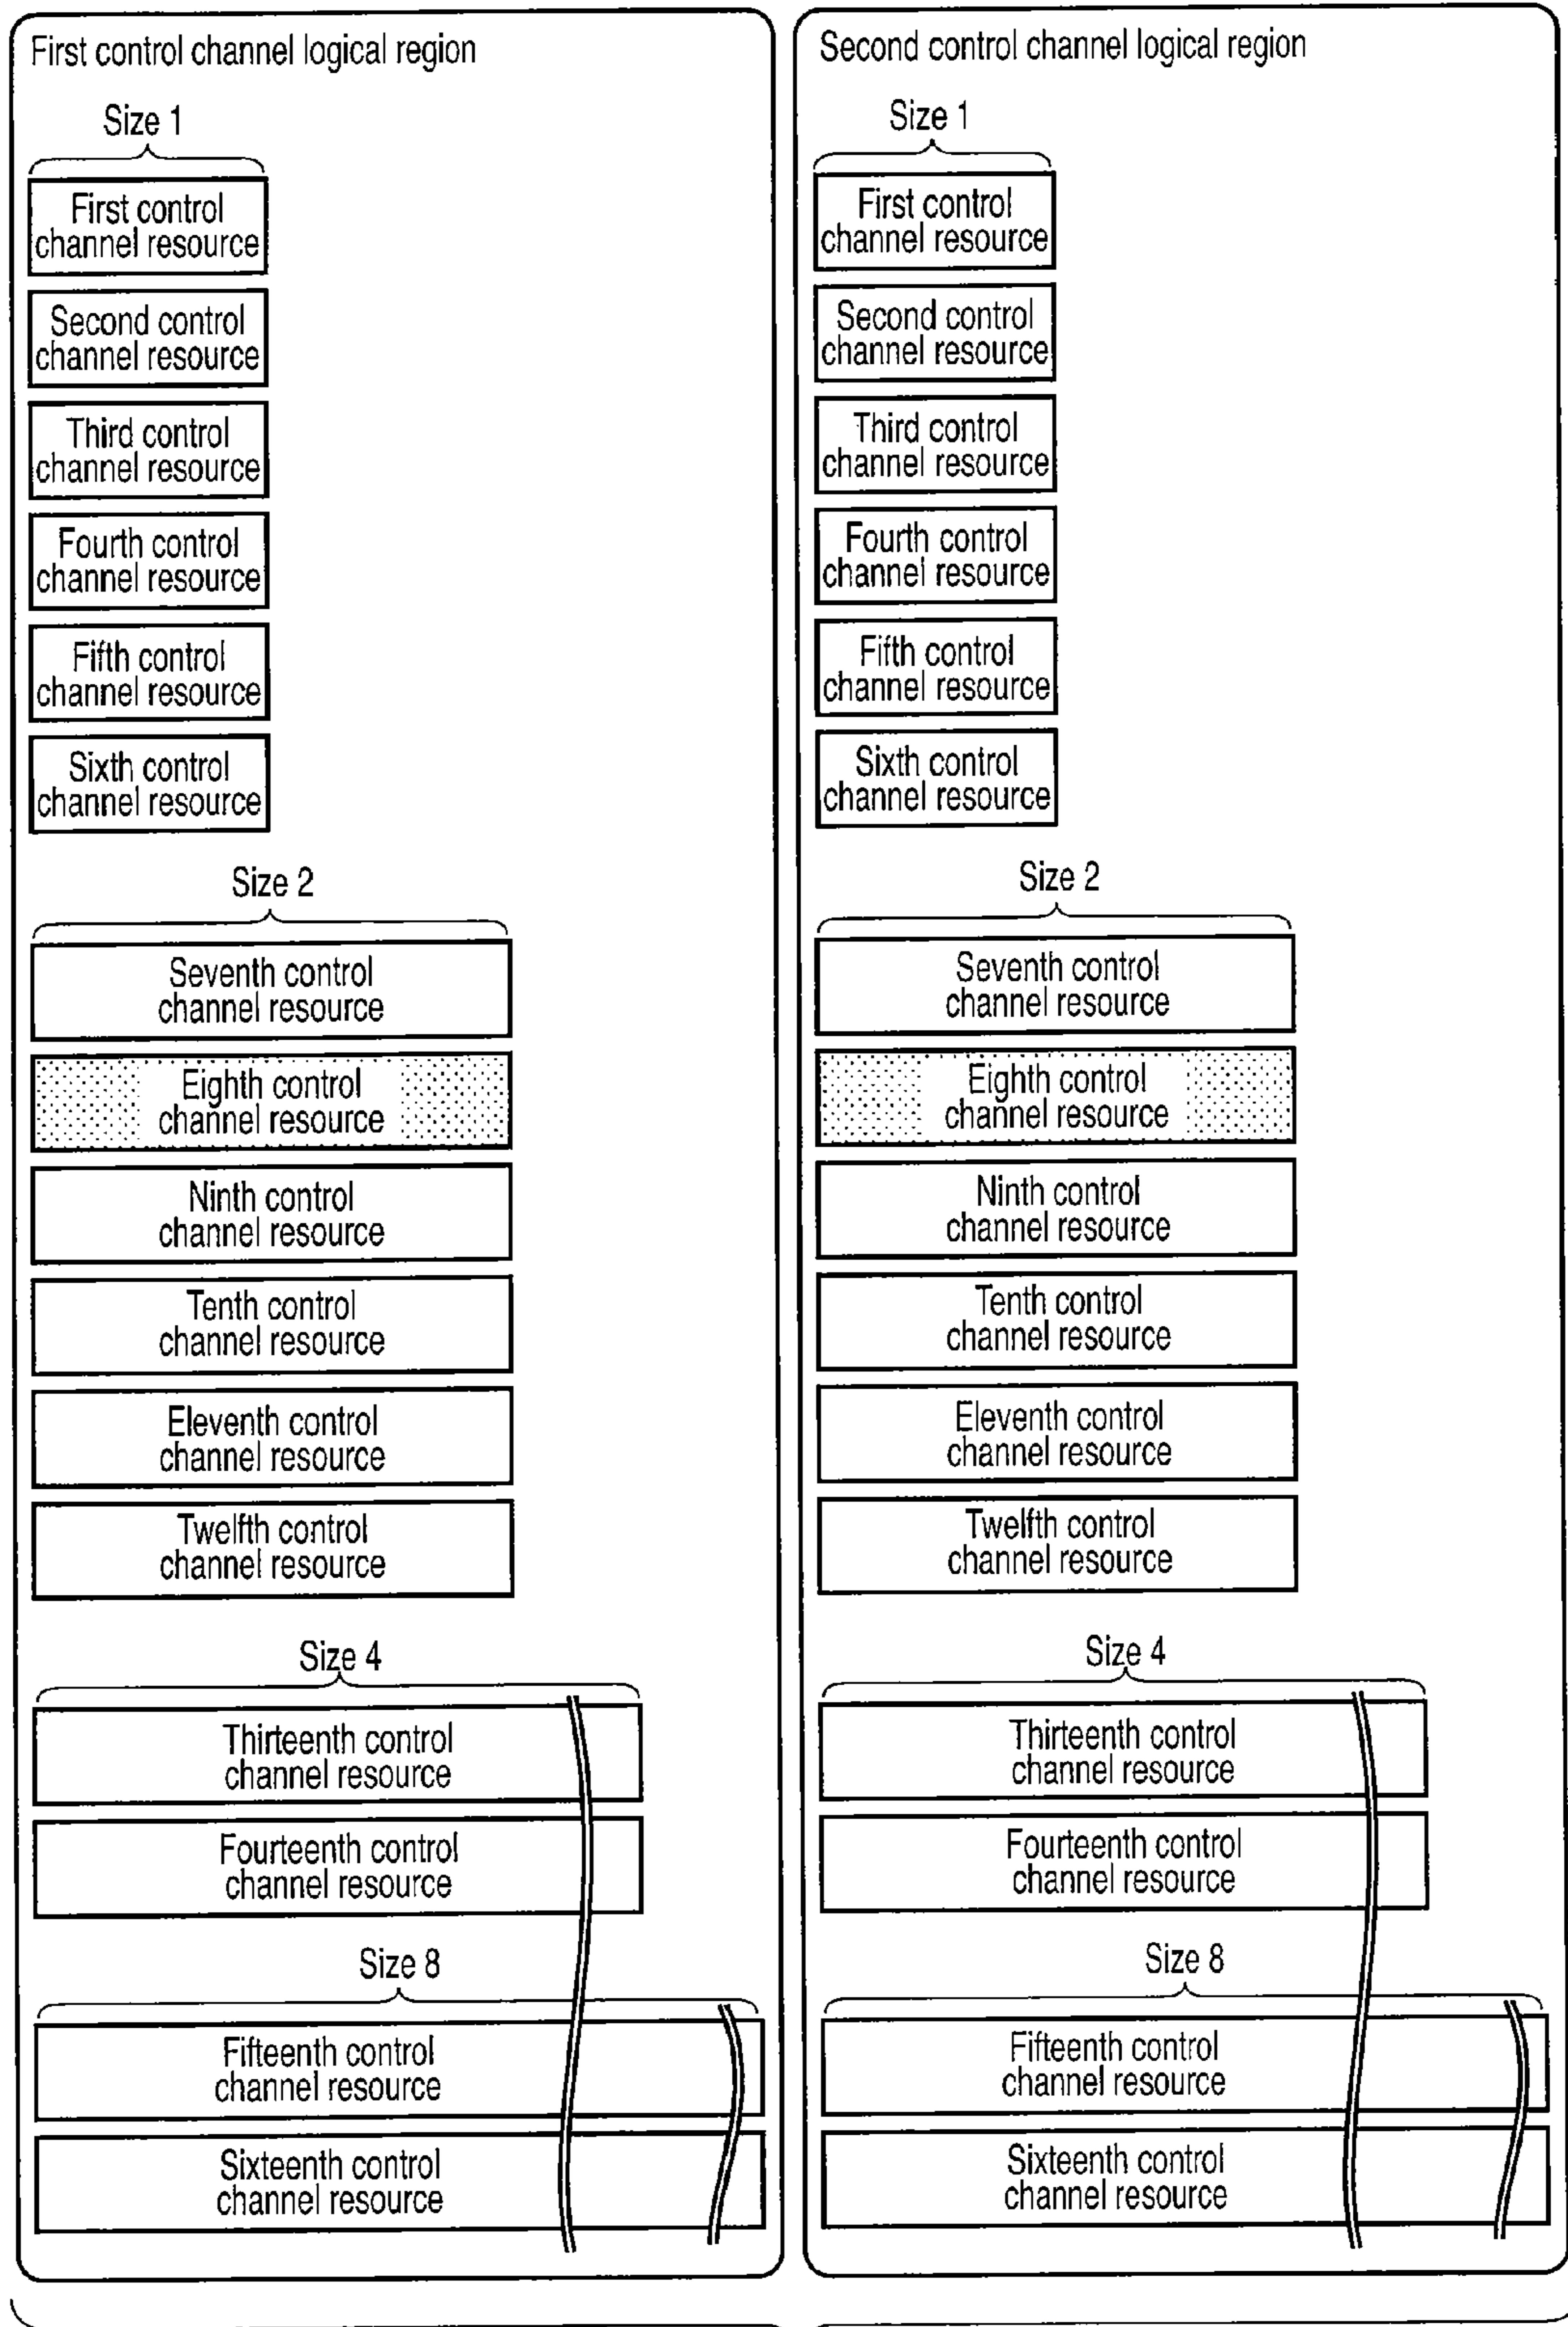 First control channel logical region
Size 1
First control
channel resource
Second control
channel resource
Third control
channel resource
Fourth control
channel resource
Fifth control
channel resource
Sixth control
channel resource
Size 2
Seventh control
channel resource
Eighth control
channel resource
Ninth control
channel resource
Tenth control
channel resource
Eleventh control
channel resource
Twelfth control
channel resource
Size 4
Thirteenth control
channel resource
Fourteenth control
channel resource
Size 8
Fifteenth control
channel resource
Sixteenth control
channel resource
Second control channel logical region
Size 1
First control
channel resource
Second control
channel resource
Third control
channel resource
Fourth control
channel resource
Fifth control
channel resource
Sixth control
channel resource
Size 2
Seventh control
channel resource
Eighth control
channel resource
Ninth control
channel resource
Tenth control
channel resource
Eleventh control
channel resource
Twelfth control
channel resource
Size 4
Thirteenth control
channel resource
Fourteenth control
channel resource
Size 8
Fifteenth control
channel resource
Sixteenth control
channel resource